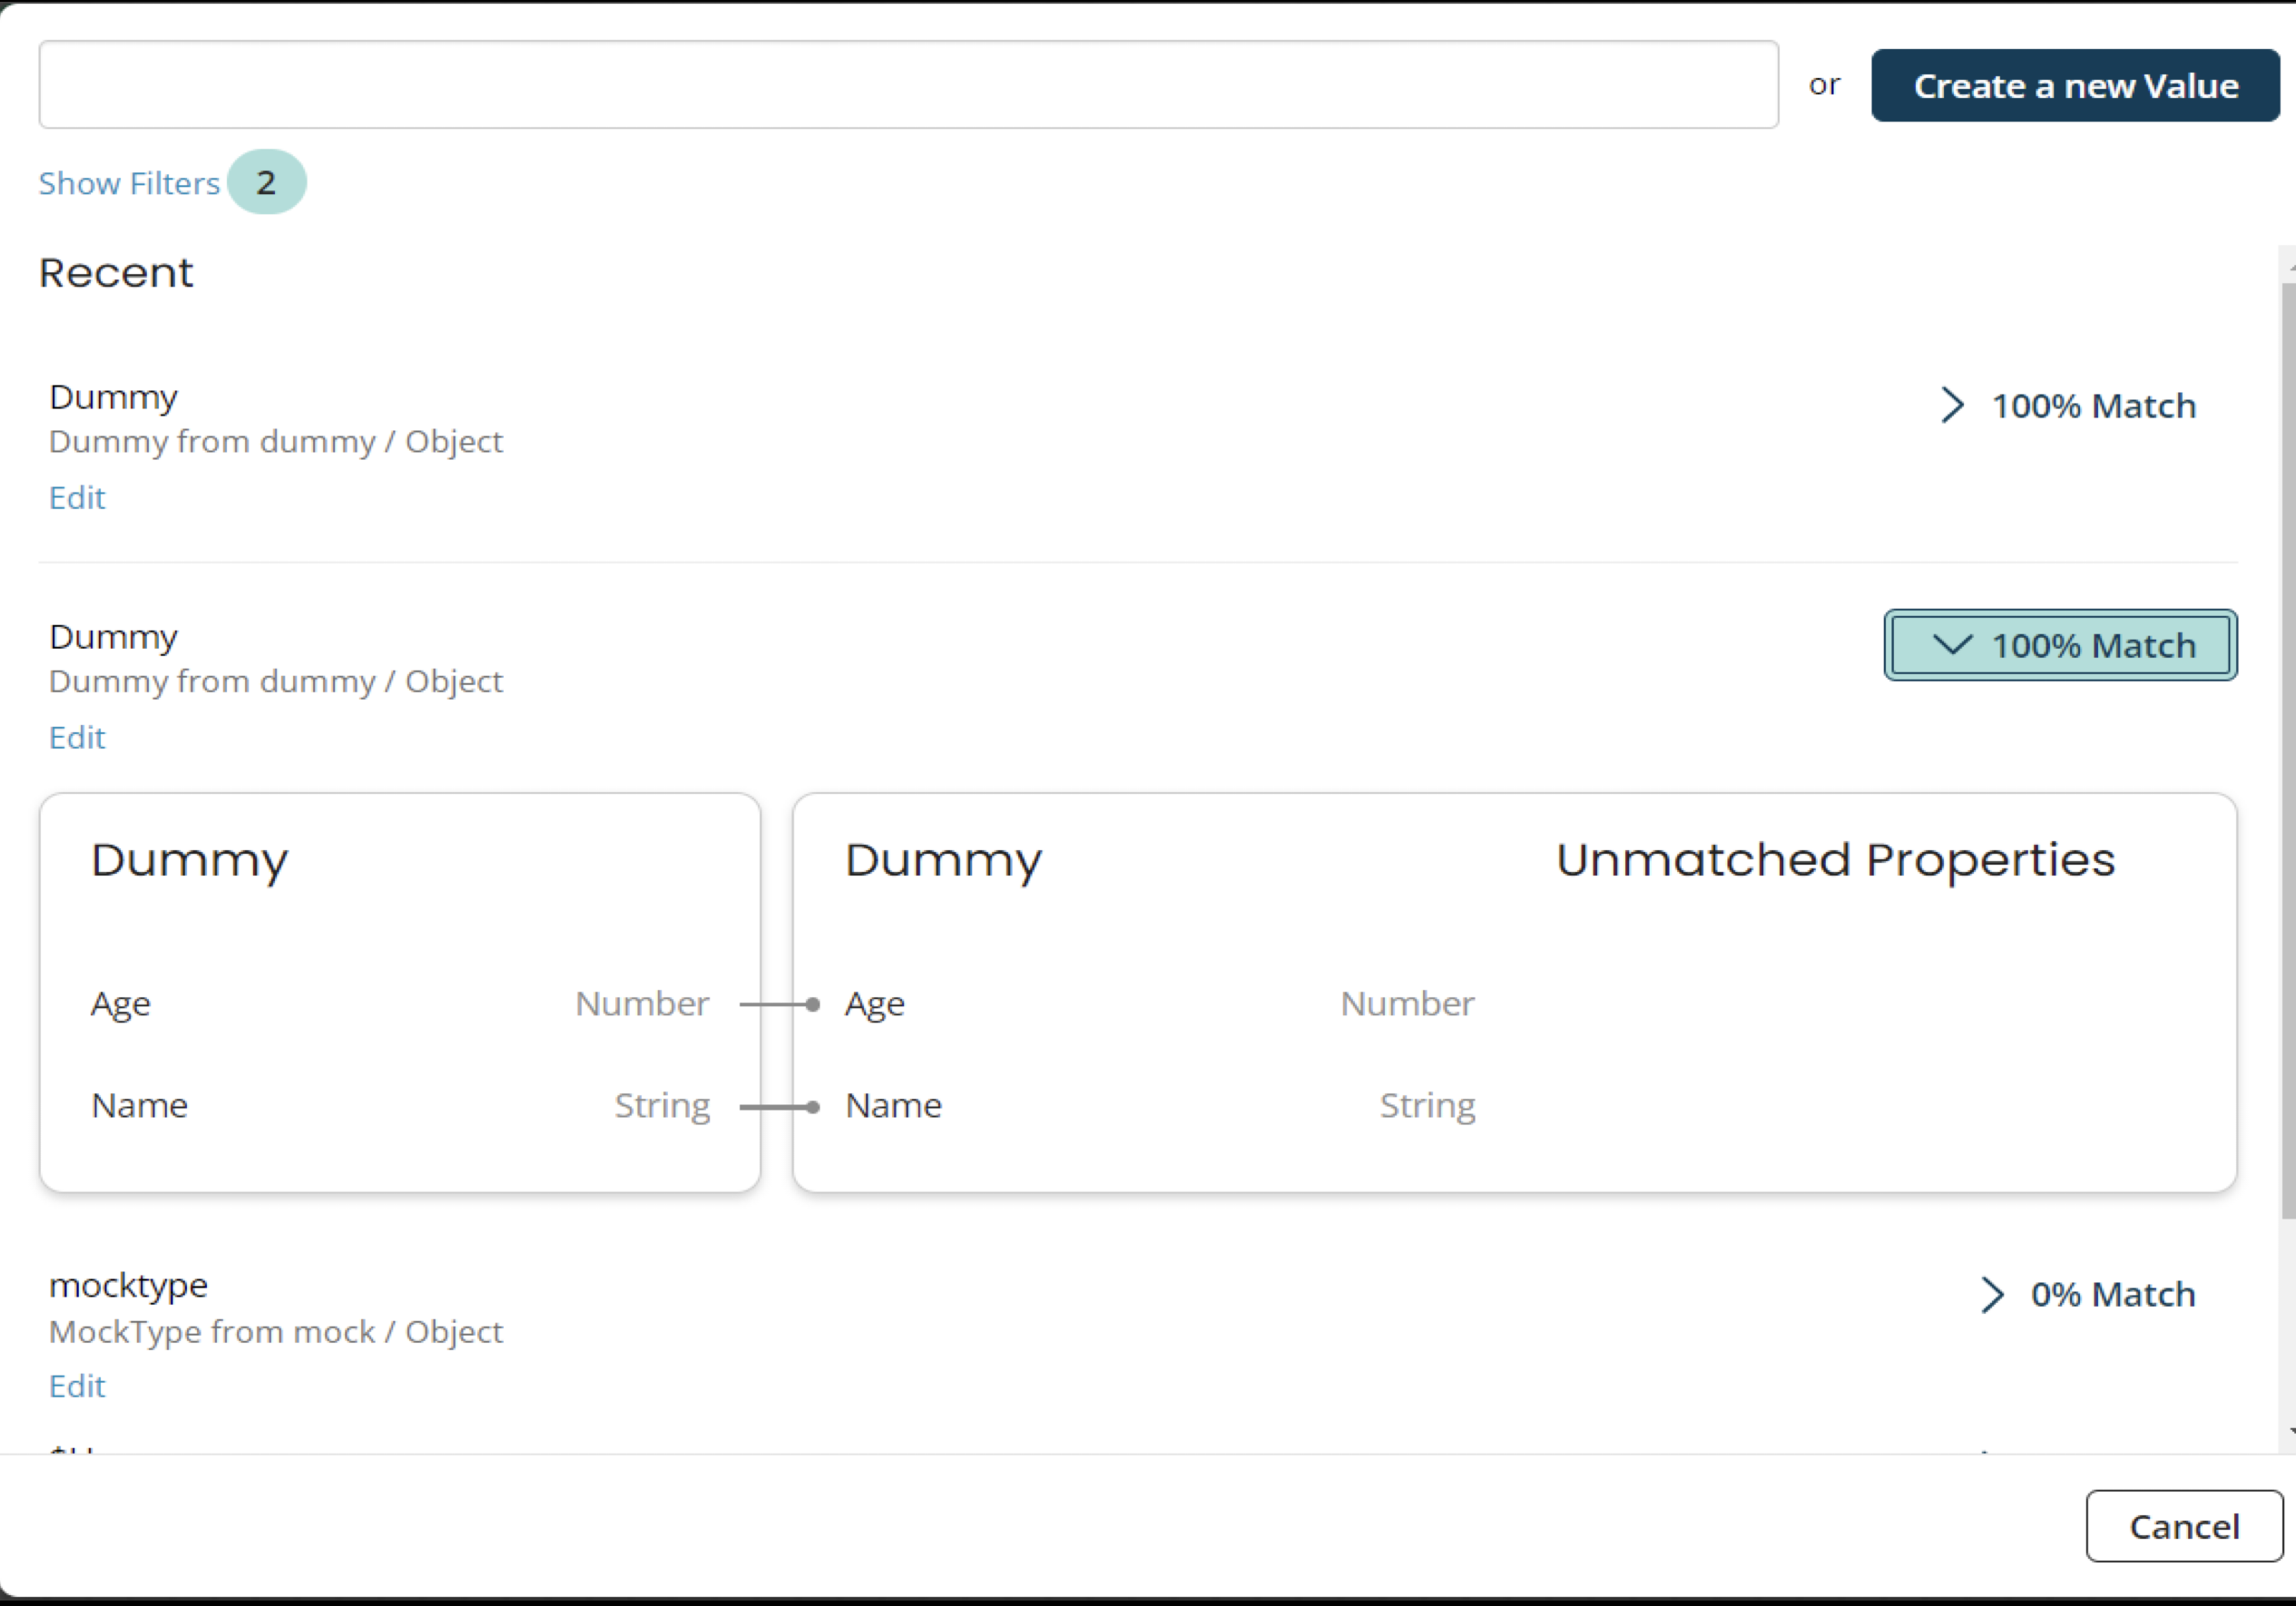 or
Create a new Value
Show Filters 2
Recent
Dummy
100% Match
Dummy from dummy / Object
Edit
Dummy
100% Match
Dummy from dummy / Object
Edit
Dummy
Dummy
Unmatched Properties
Age Number
Age Number
Name String
Name String
mocktype
0% Match
MockType from mock / Object
Edit
Cancel